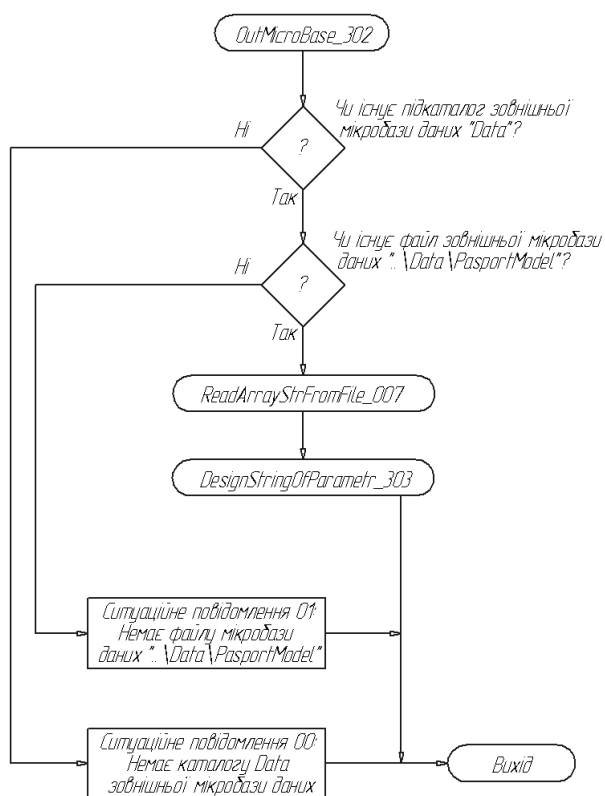 OutMicroBase_302
Чи існує підкаталог зовнішньої
мікробази даних "Data"?
Ні
?
Так
Чи існує файл зовнішньої мікробази
даних "..\Data\PasportModel"?
Ні
?
Так
ReadArrayStrFromFile_007
DesignStringOfParametr_303
Ситуаційне повідомлення 01:
Немає файлу мікробази
даних "..\Data\PasportModel"
Ситуаційне повідомлення 00:
Немає каталогу Data
зовнішньої мікробази даних
Вихід